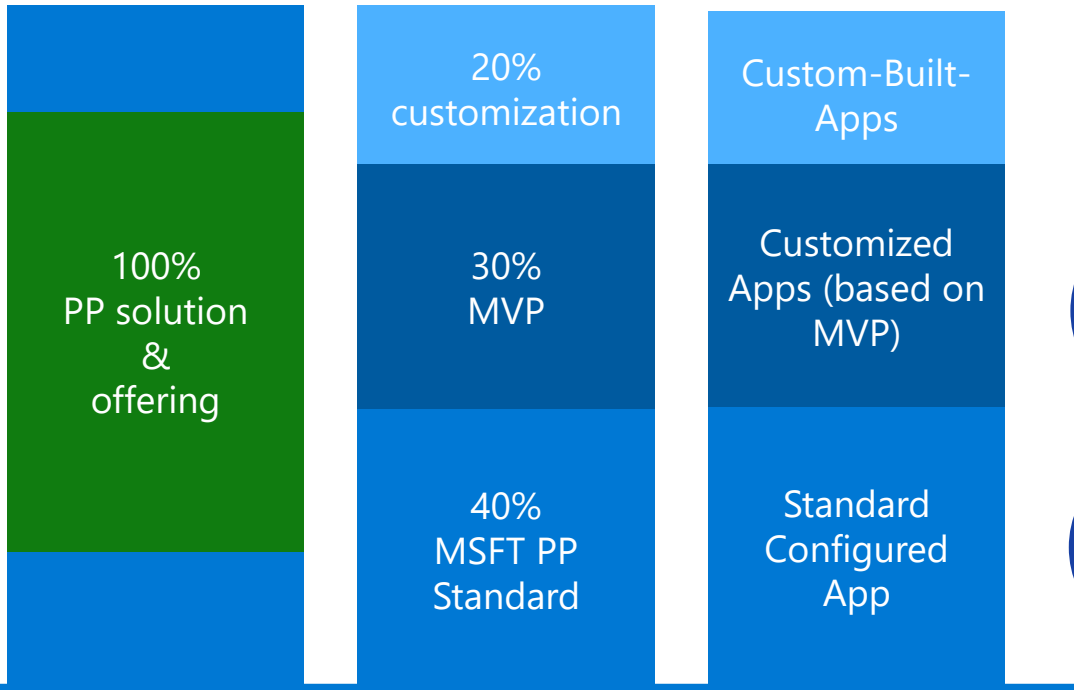 100%
PP solution
&
offering
20%
customization
30%
MVP
40%
MSFT PP
Standard
Custom-Built-
Apps
Customized
Apps (based on
MVP)
Standard
Configured
App